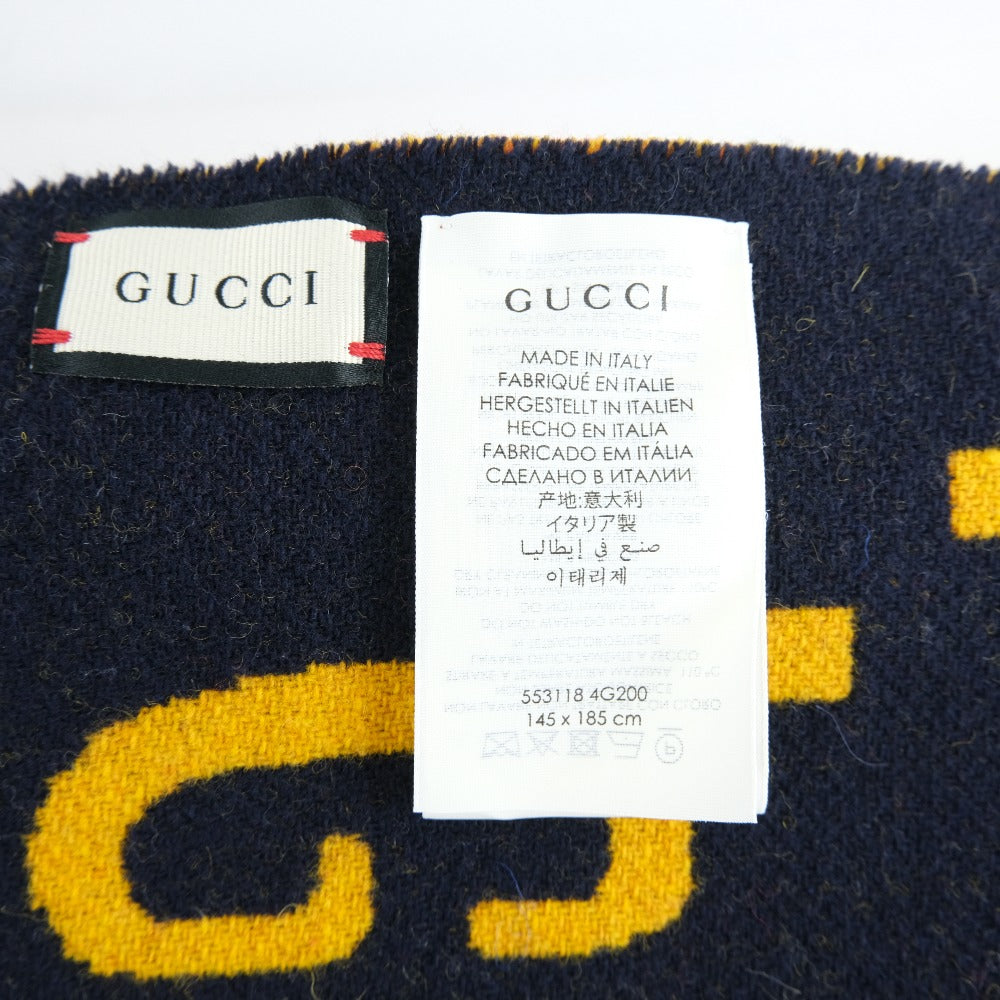 GUCCI
GUCCI
MADE IN ITALY
FABRIQUÉ EN ITALIE
HERGESTELLT IN ITALIEN
HECHO EN ITALIA
FABRICADO EM ITÁLIA
СДЕЛАНО В ИТАЛИИ
产地:意大利
イタリア製
صنع في إيطاليا
이태리제
553118 4G200
145 x 185 cm